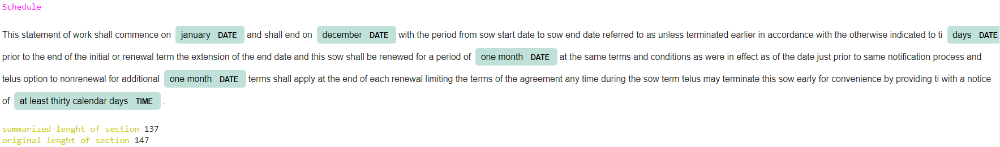 Schedule
This statement of work shall commence on january DATE and shall end on december DATE with the period from sow start date to sow end date referred to as unless terminated earlier in accordance with the otherwise indicated to ti days DATE
prior to the end of the initial or renewal term the extension of the end date and this sow shall be renewed for a period of one month DATE at the same terms and conditions as were in effect as of the date just prior to same notification process and
telus option to nonrenewal for additional one month DATE terms shall apply at the end of each renewal limiting the terms of the agreement any time during the sow term telus may terminate this sow early for convenience by providing ti with a notice
of at least thirty calendar days TIME .
summarized lenght of section 137
original lenght of section 147